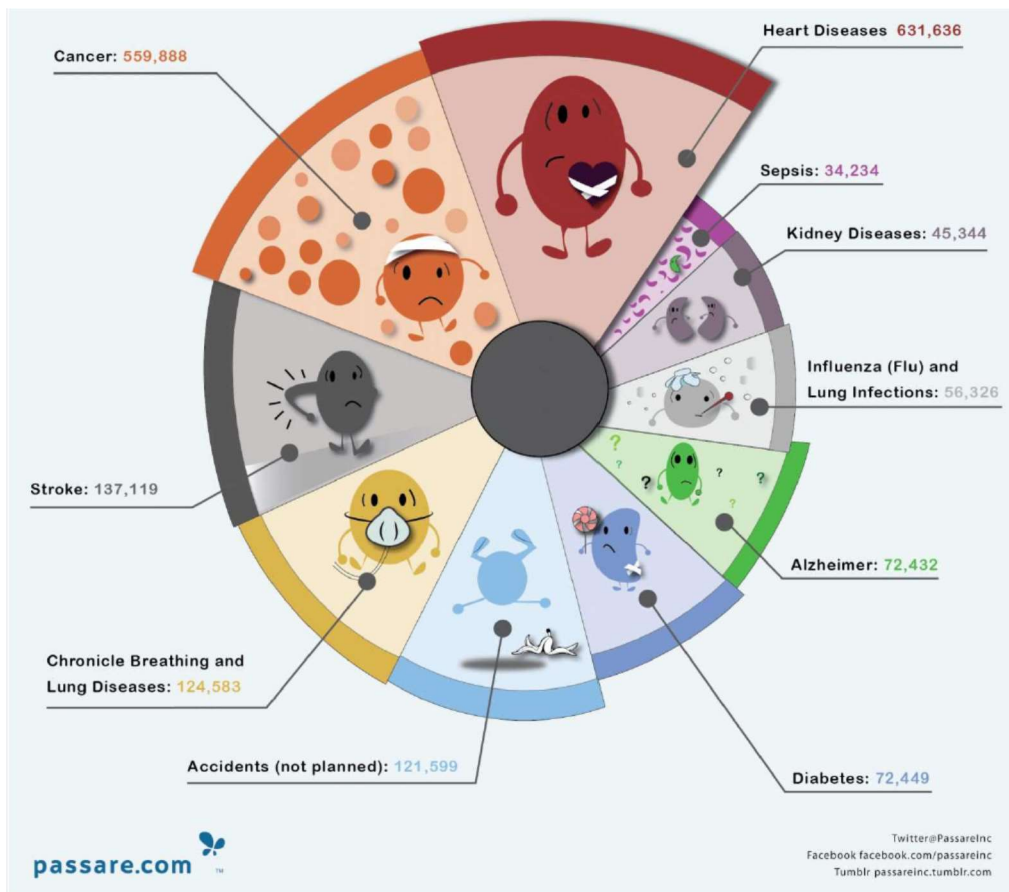 Heart Diseases 631,636
Cancer: 559,888
Sepsis: 34,234
Kidney Diseases: 45,344
Influenza (Flu) and
Lung Infections: 56,326
Stroke: 137,119
? ? ? ? ? ? ?
Alzheimer: 72,432
Chronicle Breathing and
Lung Diseases: 124,583
Accidents (not planned): 121,599
Diabetes: 72,449
passare.com
TM
Twitter@PassareInc
Facebook facebook.com/passareinc
Tumblr passareinc.tumblr.com